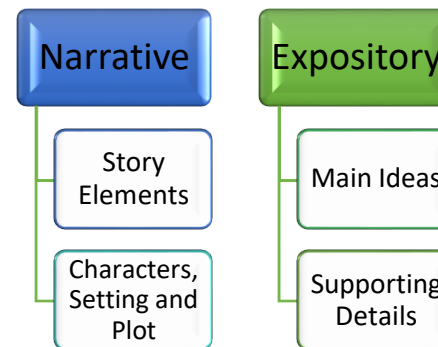 Narrative
Story
Elements
Characters,
Setting and
Plot
Expository
Main Ideas
Supporting
Details